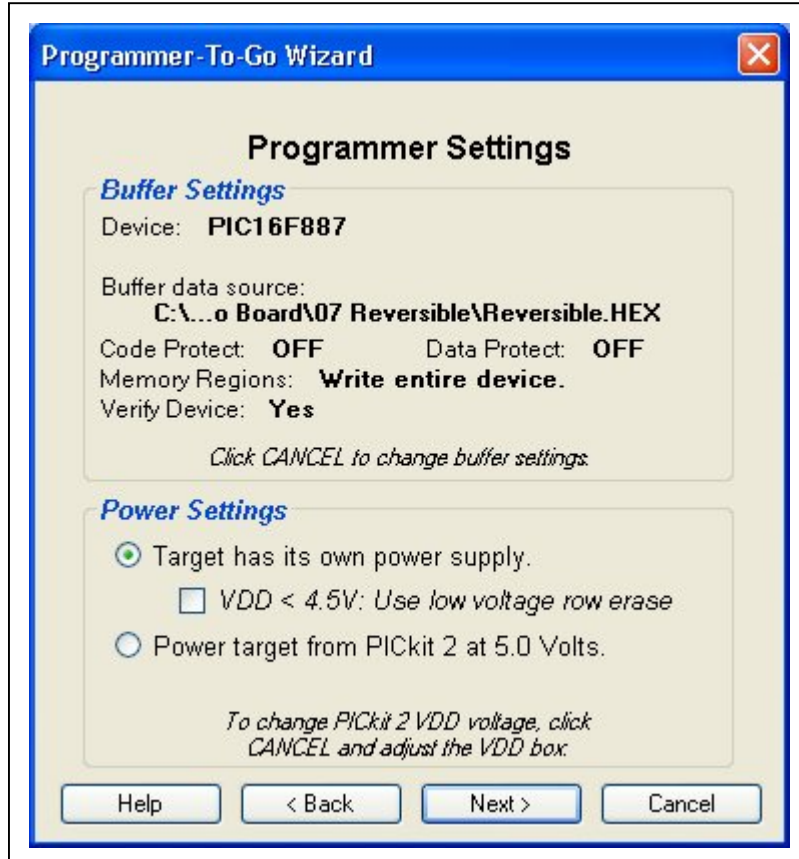 Programmer-To-Go Wizard
Programmer Settings
Buffer Settings
Device: PIC16F887
Buffer data source:
C:\...o Board\07 Reversible\Reversible.HEX
Code Protect: OFF Data Protect: OFF
Memory Regions: Write entire device.
Verify Device: Yes
Click CANCEL to change buffer settings.
Power Settings
Target has its own power supply.
VDD < 4.5V: Use low voltage row erase
Power target from PICkit 2 at 5.0 Volts.
To change PICkit 2 VDD voltage, click
CANCEL and adjust the VDD box.
Help < Back Next > Cancel